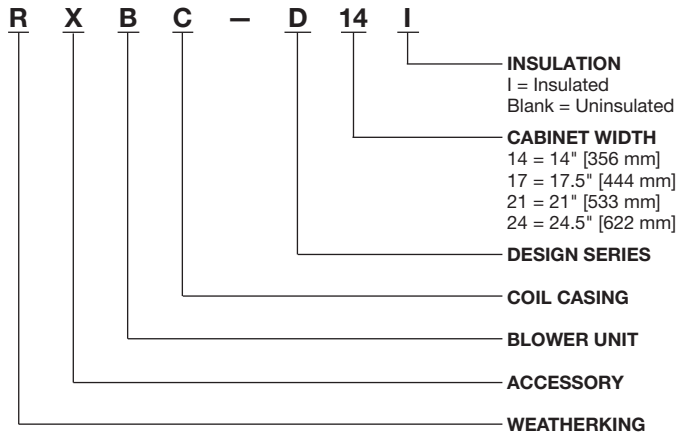 R X B C — D 14 I
INSULATION
I = Insulated
Blank = Uninsulated
CABINET WIDTH
14 = 14" [356 mm]
17 = 17.5" [444 mm]
21 = 21" [533 mm]
24 = 24.5" [622 mm]
DESIGN SERIES
COIL CASING
BLOWER UNIT
ACCESSORY
WEATHERKING